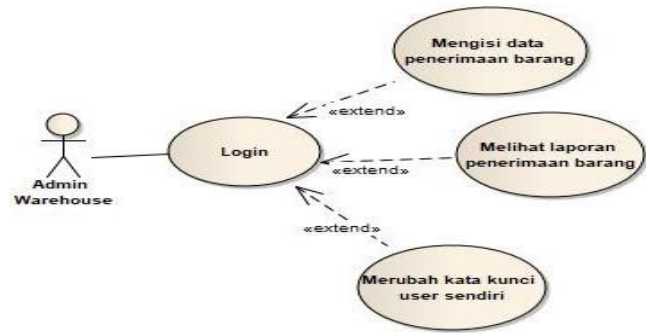 Mengisi data
penerimaan barang
«extend»
Login
Melihat laporan
penerimaan barang
«extend»
Admin
Warehouse
«extend»
Merubah kata kunci
user sendiri